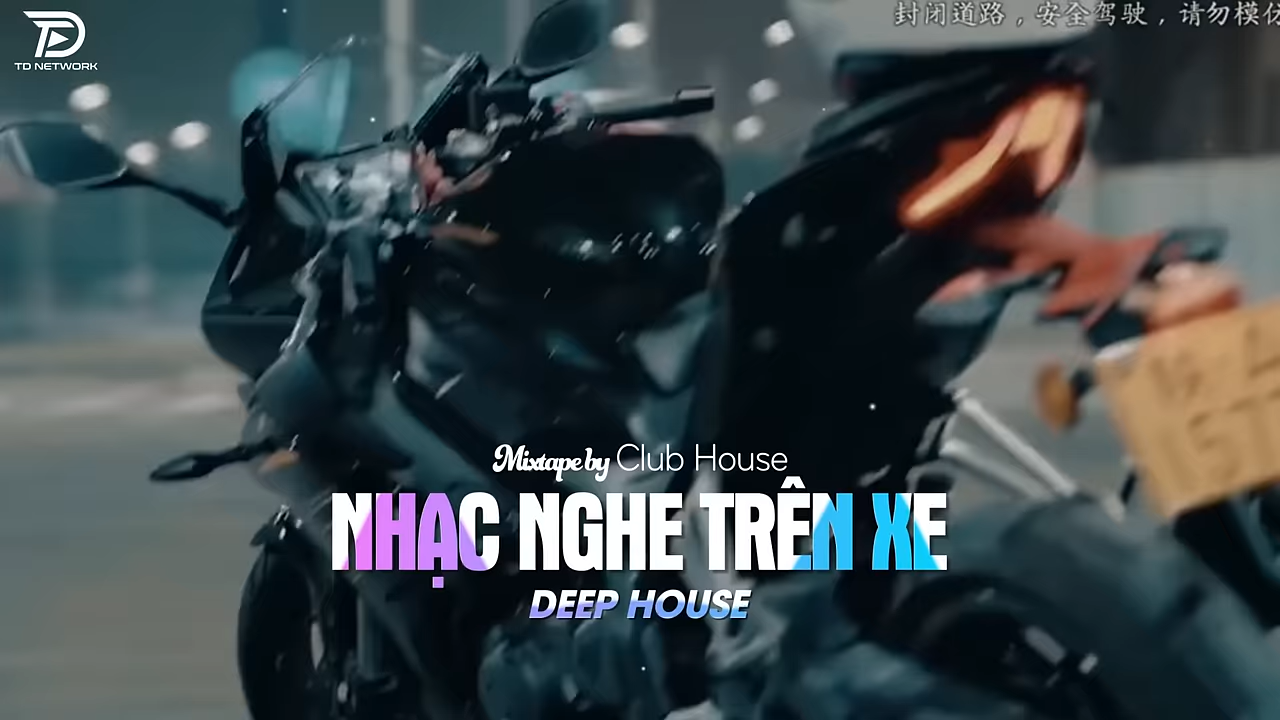 TD NETWORK
封闭道路，安全驾驶，请勿模仿
Mixtape by Club House
NHẠC NGHE TRÊN XE
DEEP HOUSE